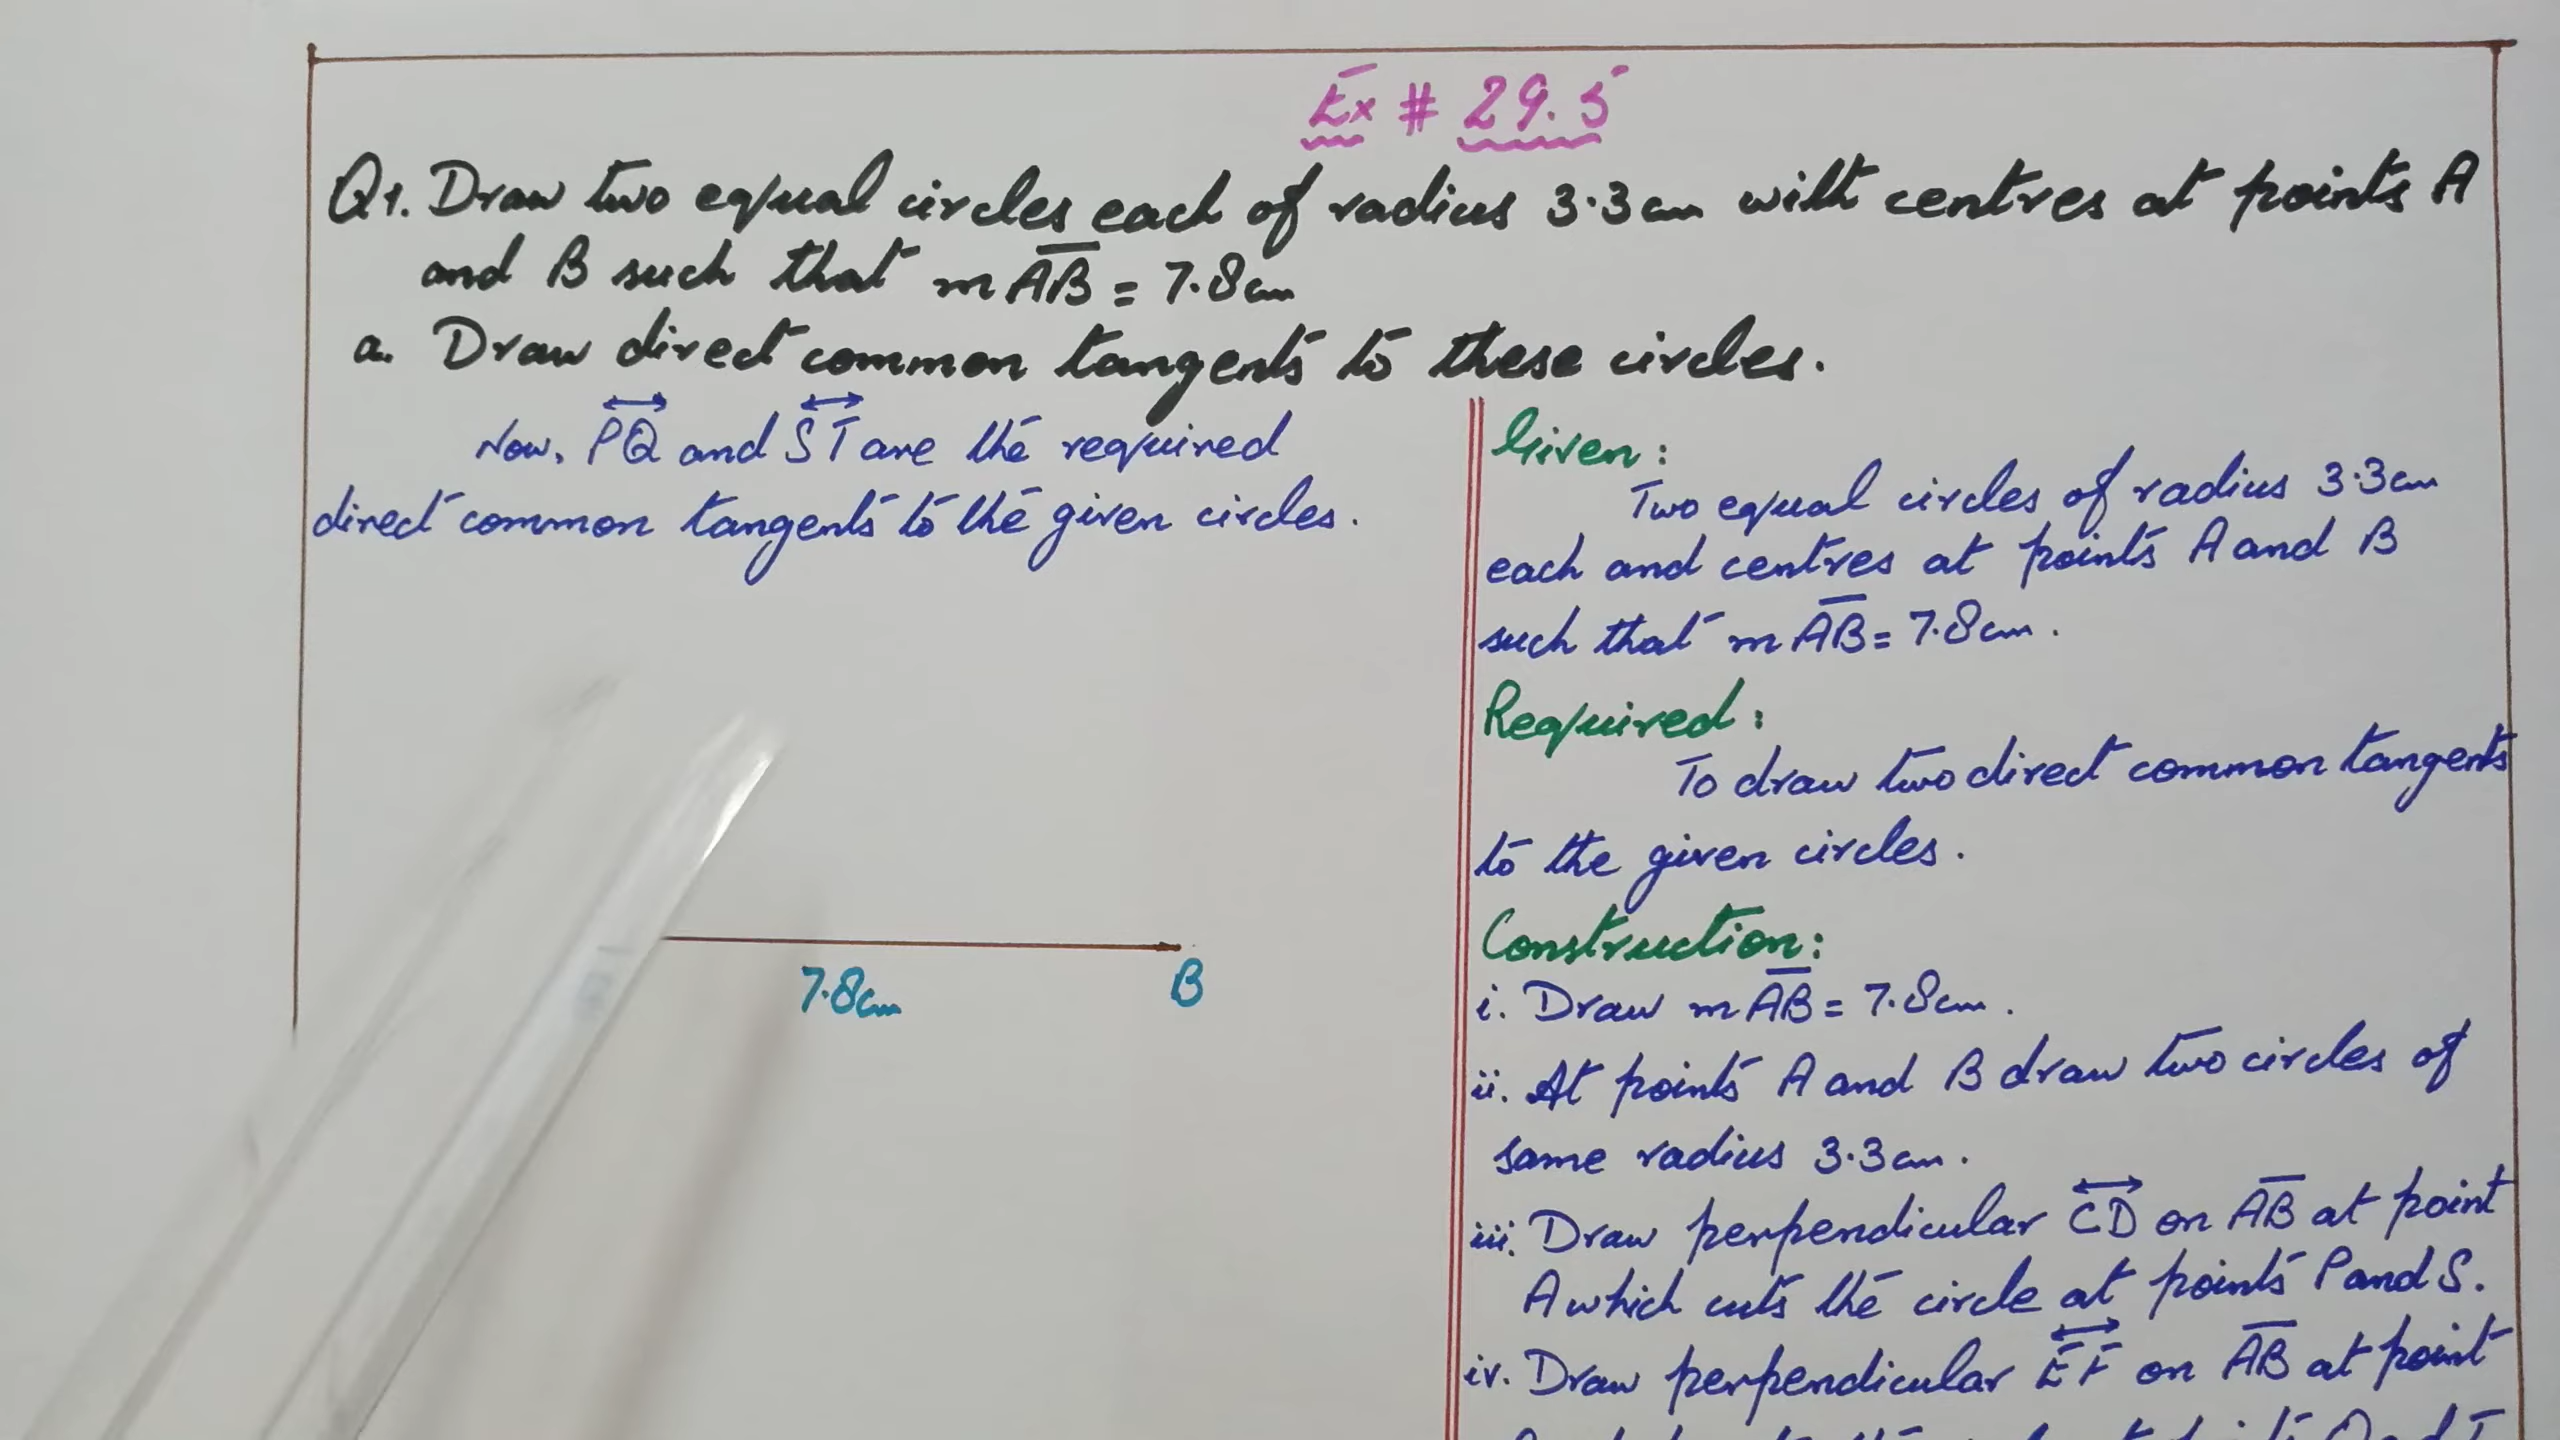 Ex # 29.5
Q1. Draw two equal circles each of radius 3.3cm with centres at points A
and B such that mAB = 7.8cm
a. Draw direct common tangents to these circles.
Now, PQ and ST are the required
direct common tangents to the given circles.
7.8cm
B
Given:
Two equal circles of radius 3.3cm
each and centres at points A and B
such that mAB = 7.8cm.
Required:
To draw two direct common tangents
to the given circles.
Construction:
i. Draw mAB = 7.8cm.
ii. At points A and B draw two circles of
same radius 3.3cm.
iii. Draw perpendicular CD on AB at point
A which cuts the circle at points P and S.
iv. Draw perpendicular EF on AB at point